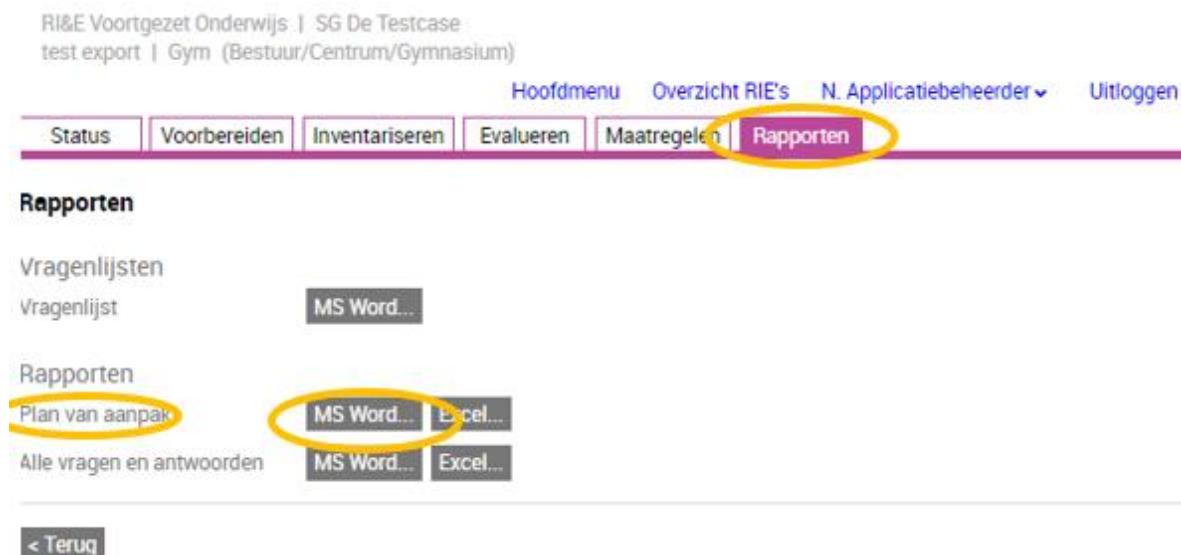 RI&E Voortgezet Onderwijs | SG De Testcase
test export | Gym (Bestuur/Centrum/Gymnasium)
Hoofdmenu Overzicht RIE's N. Applicatiebeheerder Uitloggen
Status Voorbereiden Inventariseren Evalueren Maatregelen Rapporten
Rapporten
Vragenlijsten
Vragenlijst MS Word...
Rapporten
Plan van aanpak MS Word... Excel...
Alle vragen en antwoorden MS Word... Excel...
< Terug